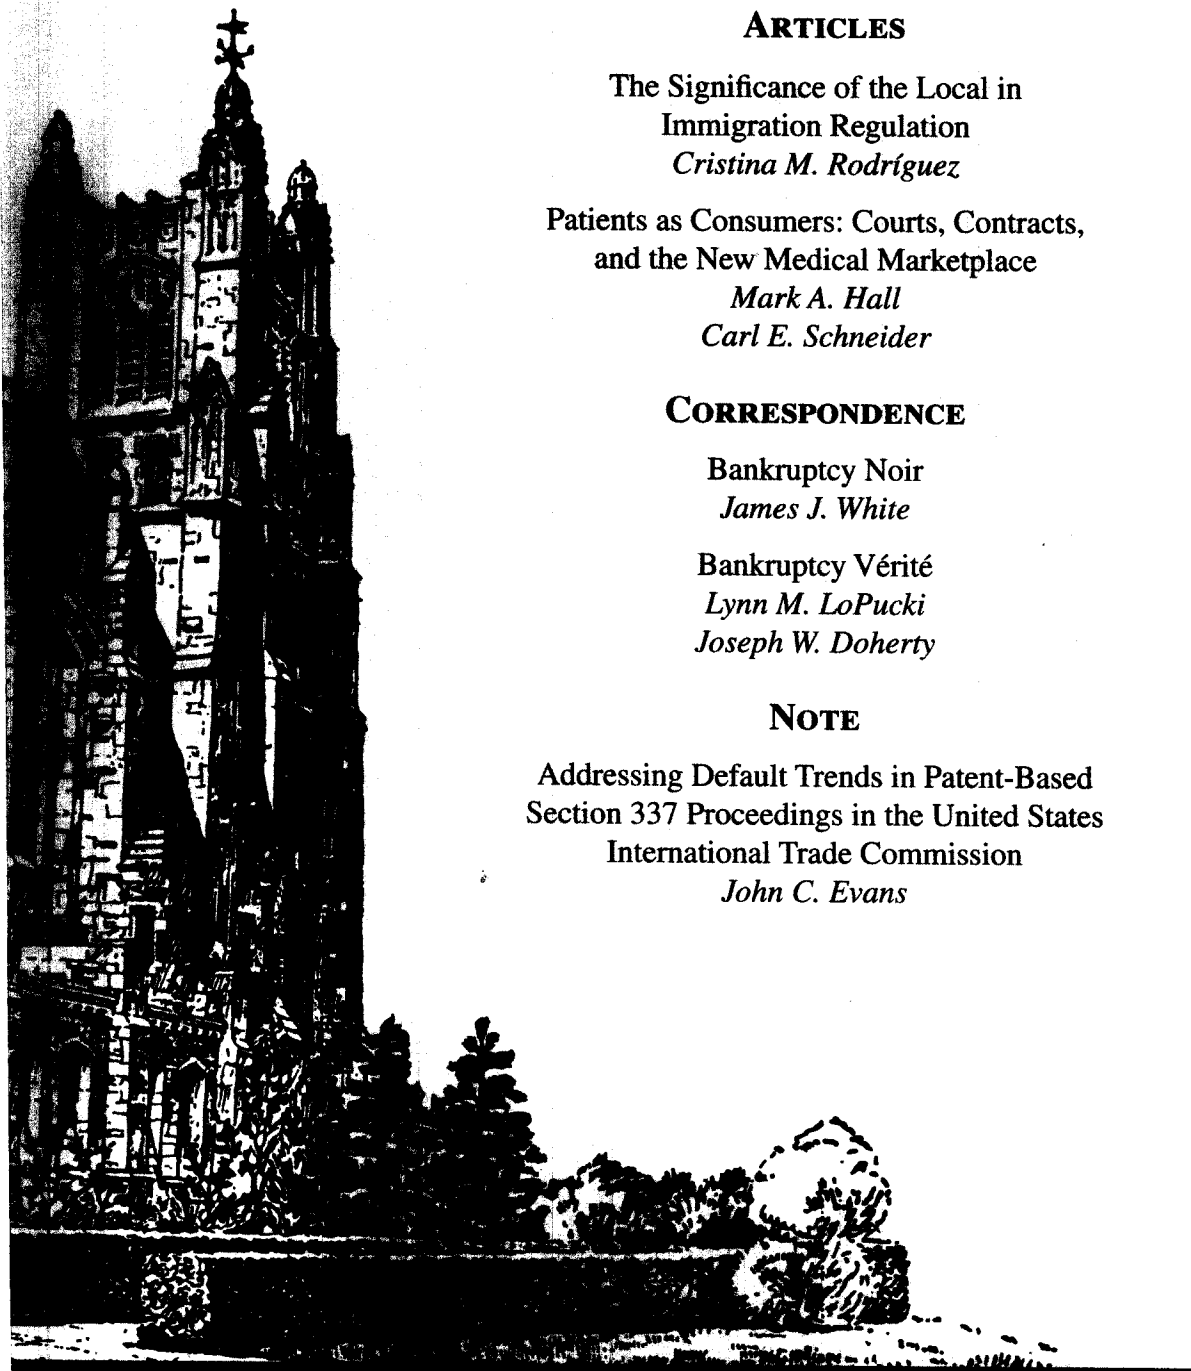 ARTICLES
The Significance of the Local in
Immigration Regulation
Cristina M. Rodríguez
Patients as Consumers: Courts, Contracts,
and the New Medical Marketplace
Mark A. Hall
Carl E. Schneider
CORRESPONDENCE
Bankruptcy Noir
James J. White
Bankruptcy Vérité
Lynn M. LoPucki
Joseph W. Doherty
NOTE
Addressing Default Trends in Patent-Based
Section 337 Proceedings in the United States
International Trade Commission
John C. Evans